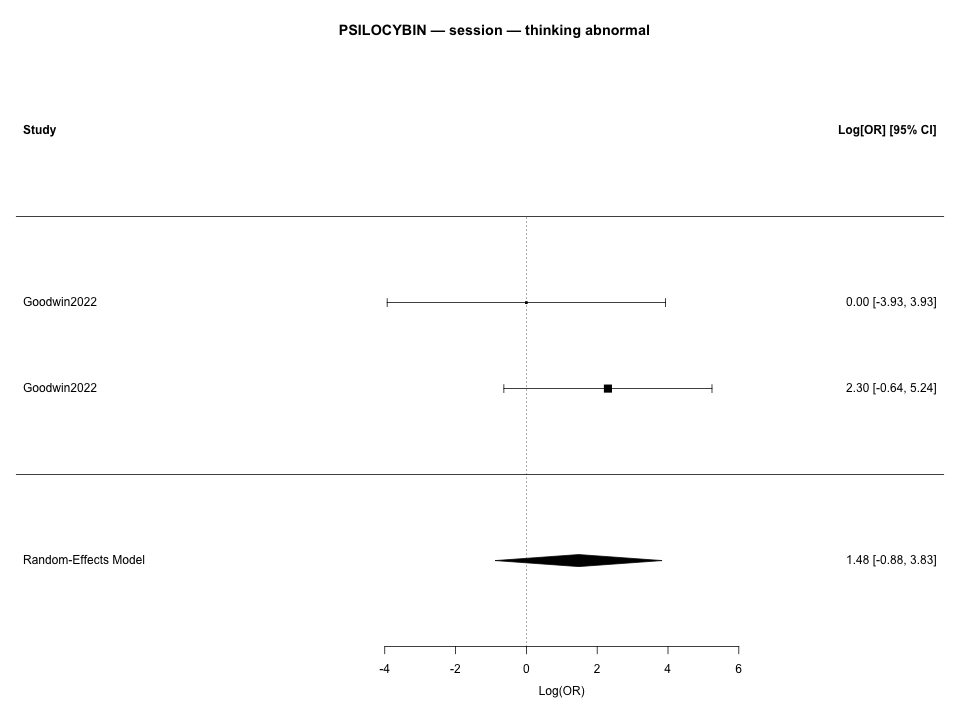 PSILOCYBIN — session — thinking abnormal
Study Log[OR] [95% CI]
Goodwin2022 0.00 [-3.93, 3.93]
Goodwin2022 2.30 [-0.64, 5.24]
Random-Effects Model 1.48 [-0.88, 3.83]
-4 -2 0 2 4 6
Log(OR)